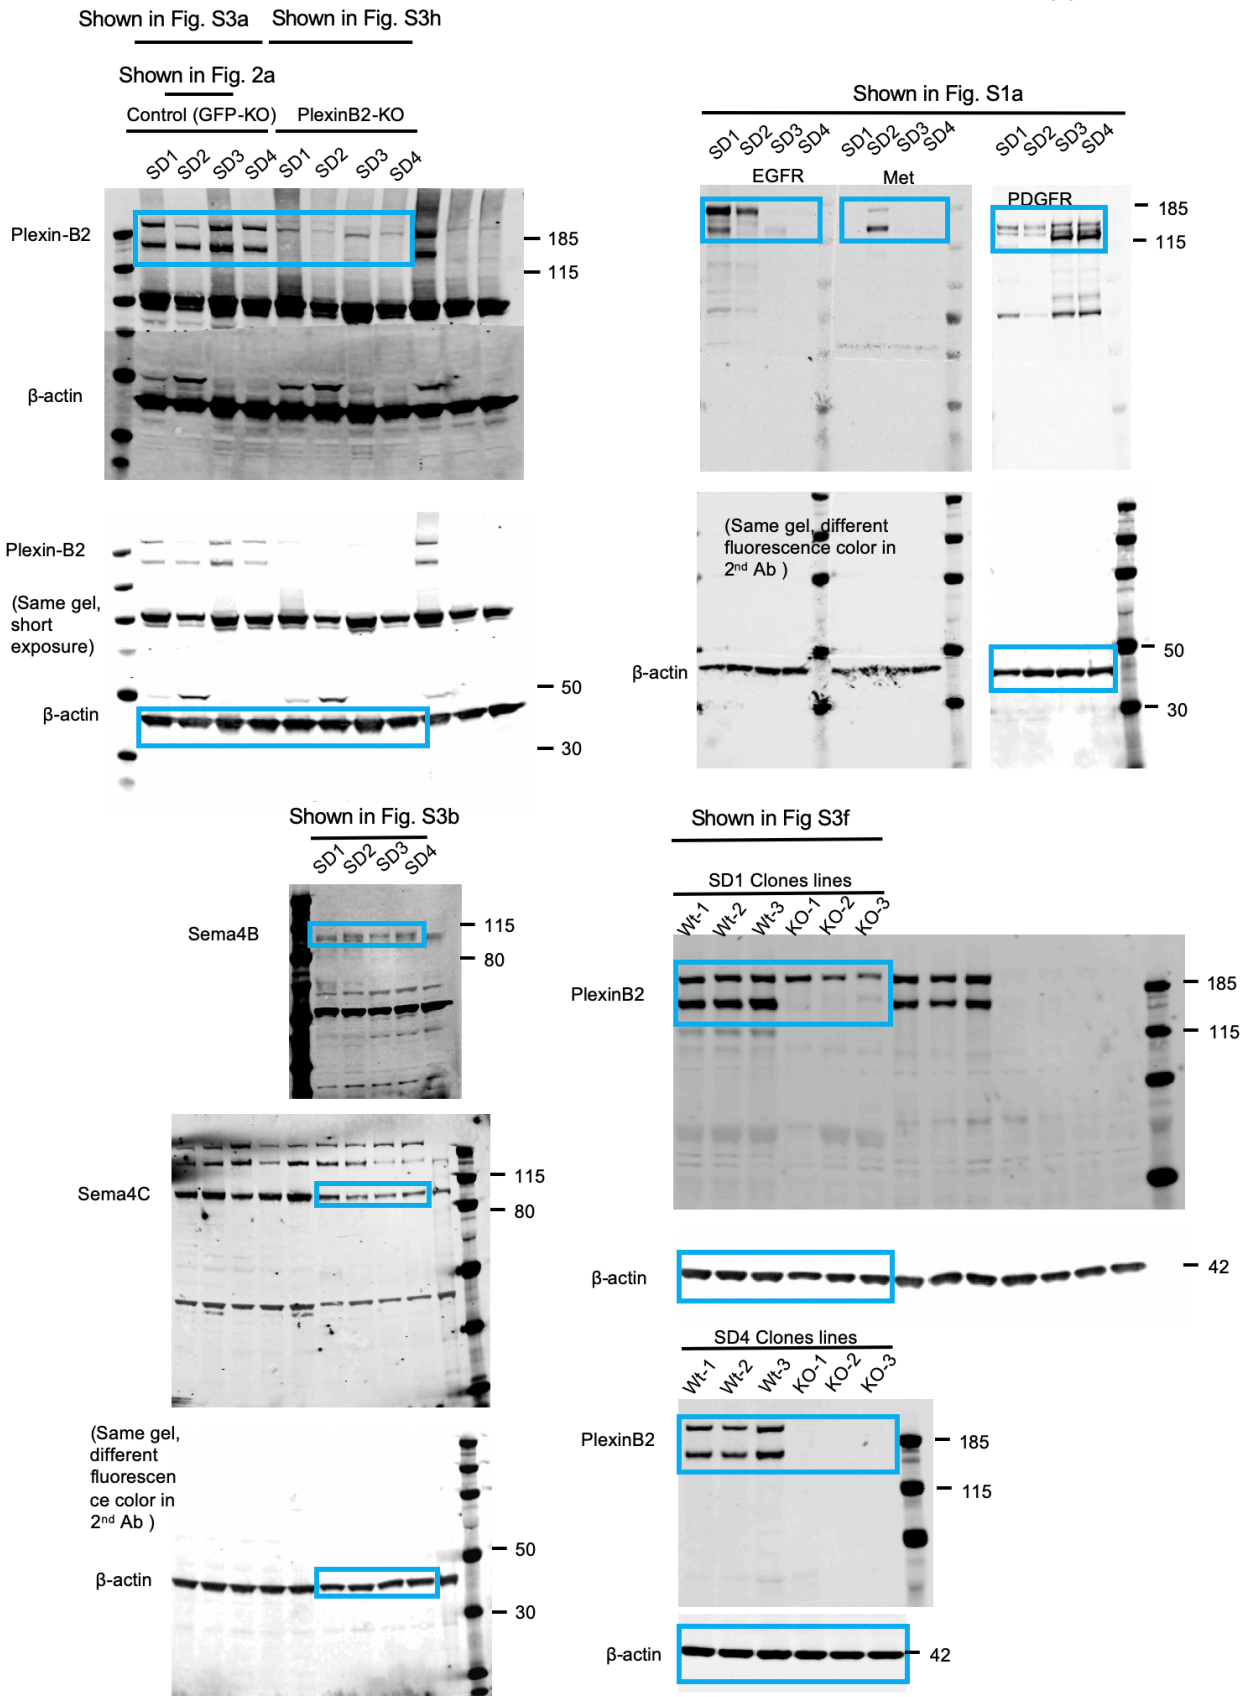 Shown in Fig. S3a
Shown in Fig. S3h
Shown in Fig. 2a
Control (GFP-KO)
PlexinB2-KO
SD1
SD2
SD3
SD4
SD1
SD2
SD3
SD4
Plexin-B2
185
115
β-actin
Plexin-B2
(Same gel,
short
exposure)
50
β-actin
30
Shown in Fig. S1a
SD1
SD2
SD3
SD4
SD1
SD2
SD3
SD4
SD1
SD2
SD3
SD4
EGFR
Met
PDGFR
185
115
(Same gel, different
fluorescence color in
2nd Ab )
β-actin
50
30
Shown in Fig. S3b
SD1
SD2
SD3
SD4
Sema4B
115
80
Sema4C
115
80
(Same gel,
different
fluorescen
ce color in
2nd Ab )
β-actin
50
30
Shown in Fig S3f
SD1 Clones lines
Wt-1
Wt-2
Wt-3
KO-1
KO-2
KO-3
PlexinB2
185
115
β-actin
42
SD4 Clones lines
Wt-1
Wt-2
Wt-3
KO-1
KO-2
KO-3
PlexinB2
185
115
β-actin
42